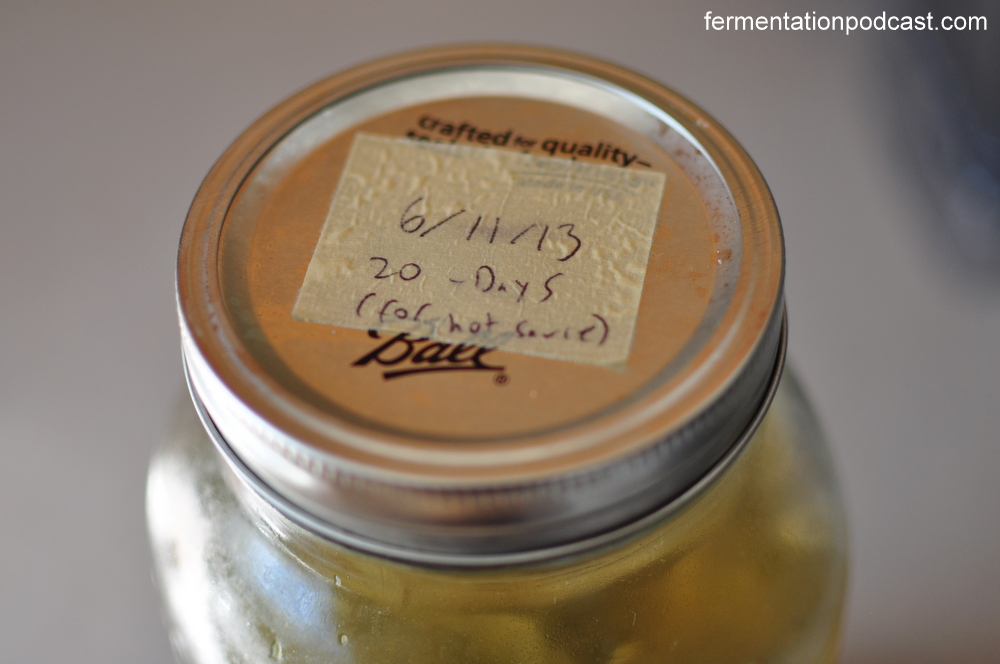 fermentationpodcast.com
crafted for quality-
6/11/13
20 - Days
(for hot sauce)
Ball®